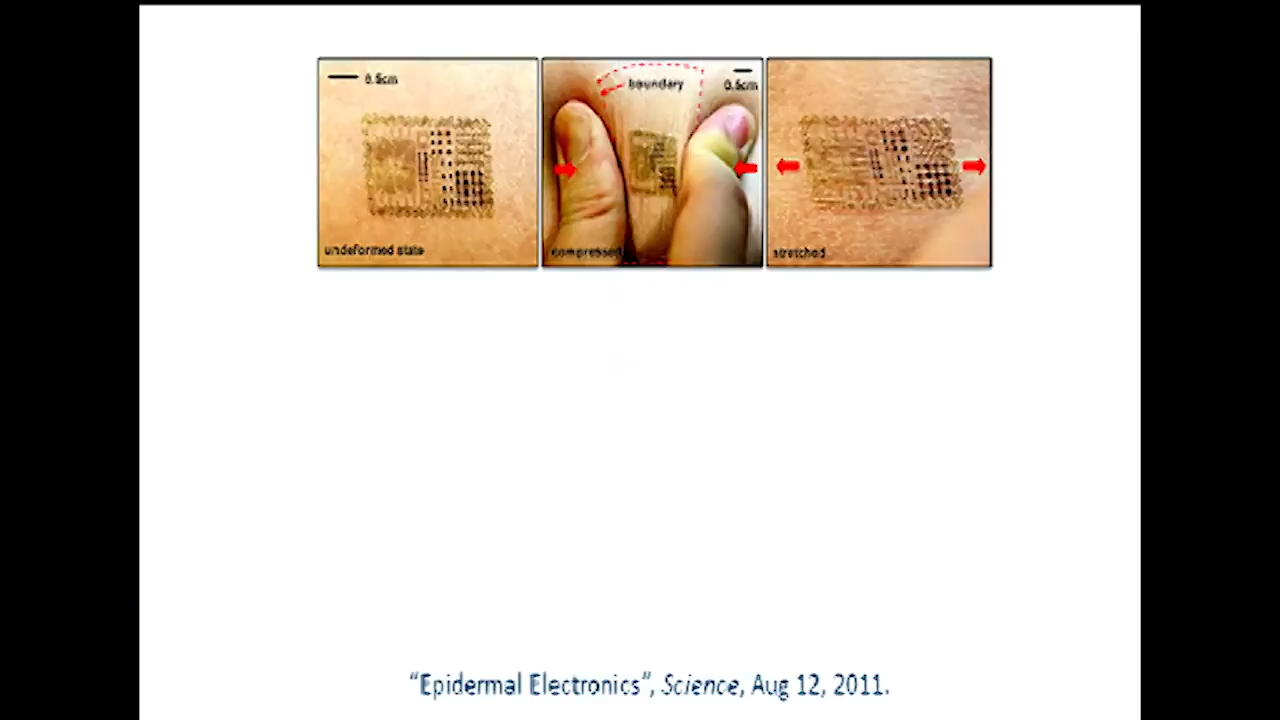 0.5cm
boundary
0.5cm
undeformed state
compressed
stretched
“Epidermal Electronics”, Science, Aug 12, 2011.